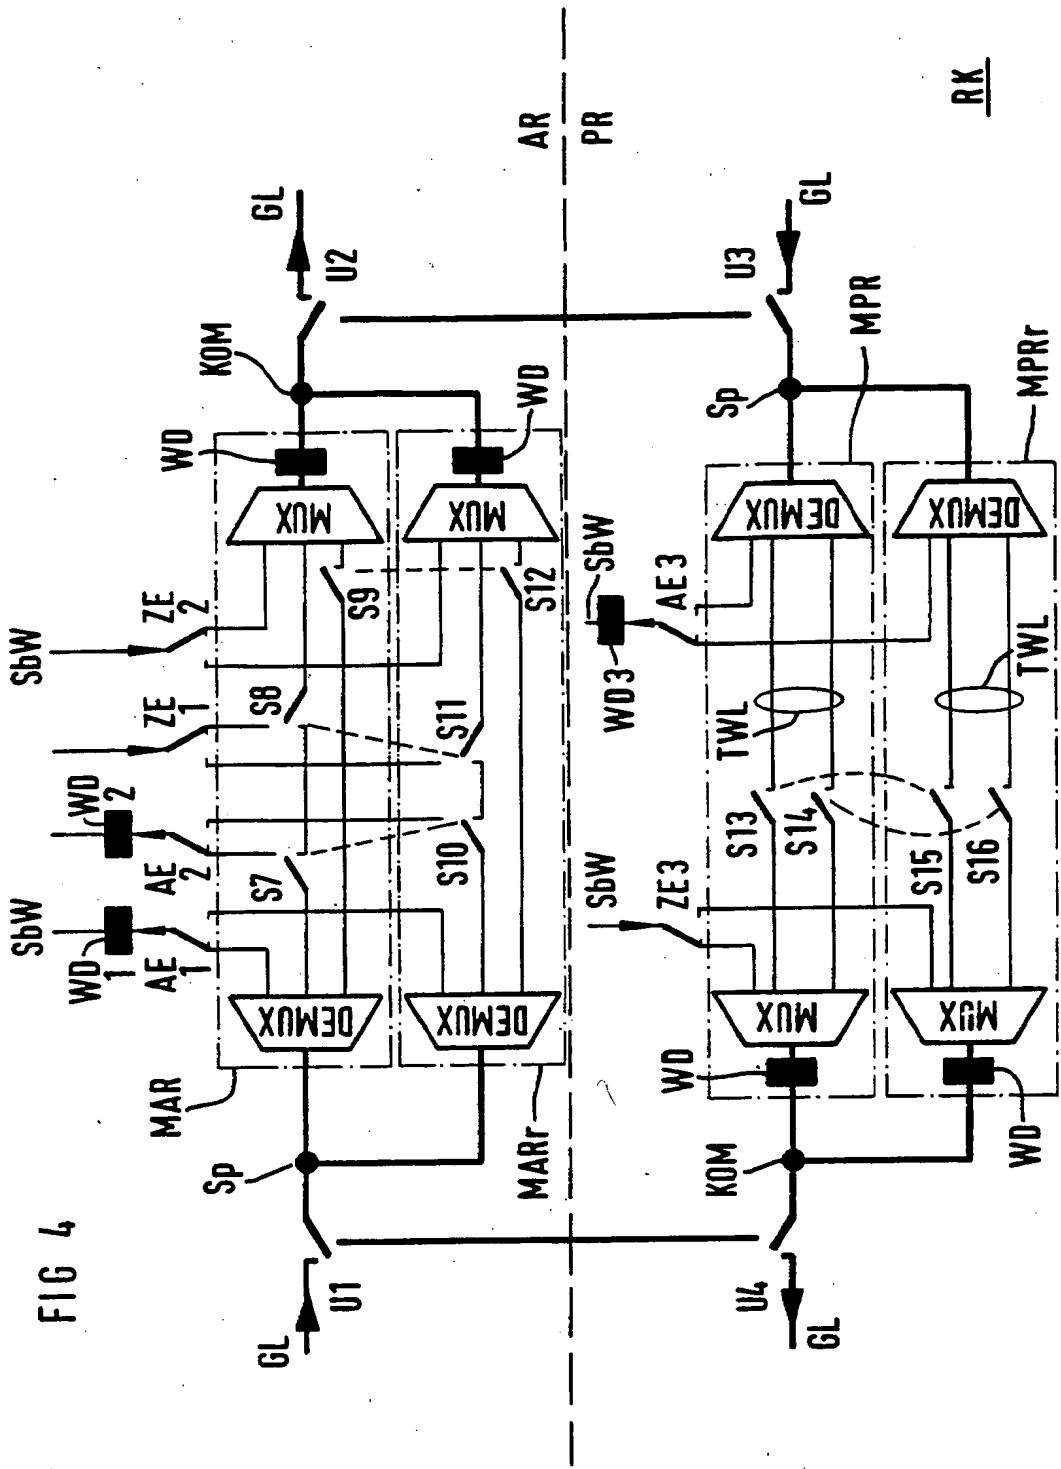 FIG 4
SbW
SbW
WD 1
WD 2
AE 1
AE 2
ZE 1
ZE 2
MAR
WD
KOM
GL
U2
DEMUX
S7
S8
S9
MUX
Sp
GL
U1
DEMUX
S10
S11
S12
MUX
WD
MARr
AR
PR
SbW
ZE3
WD3
SbW
AE3
U3
GL
Sp
MPR
WD
MUX
S13
S14
TWL
DEMUX
KOM
U4
GL
MUX
S15
S16
TWL
DEMUX
WD
MPRr
RK